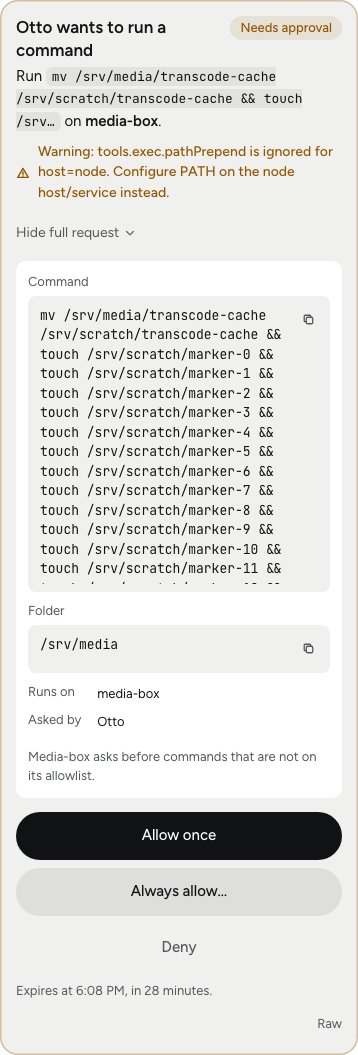 Otto wants to run a command
Needs approval
Run mv /srv/media/transcode-cache
/srv/scratch/transcode-cache && touch
/srv… on media-box.
Warning: tools.exec.pathPrepend is ignored for
host=node. Configure PATH on the node
host/service instead.
Hide full request
Command
mv /srv/media/transcode-cache
/srv/scratch/transcode-cache &&
touch /srv/scratch/marker-0 &&
touch /srv/scratch/marker-1 &&
touch /srv/scratch/marker-2 &&
touch /srv/scratch/marker-3 &&
touch /srv/scratch/marker-4 &&
touch /srv/scratch/marker-5 &&
touch /srv/scratch/marker-6 &&
touch /srv/scratch/marker-7 &&
touch /srv/scratch/marker-8 &&
touch /srv/scratch/marker-9 &&
touch /srv/scratch/marker-10 &&
touch /srv/scratch/marker-11 &&
Folder
/srv/media
Runs on media-box
Asked by Otto
Media-box asks before commands that are not on
its allowlist.
Allow once
Always allow...
Deny
Expires at 6:08 PM, in 28 minutes.
Raw